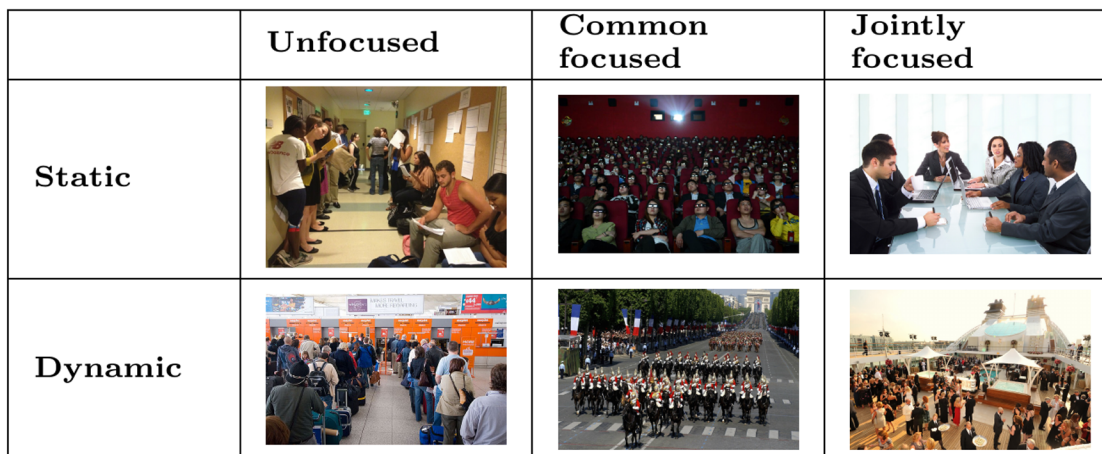 Unfocused
Common
focused
Jointly
focused
Static
Dynamic